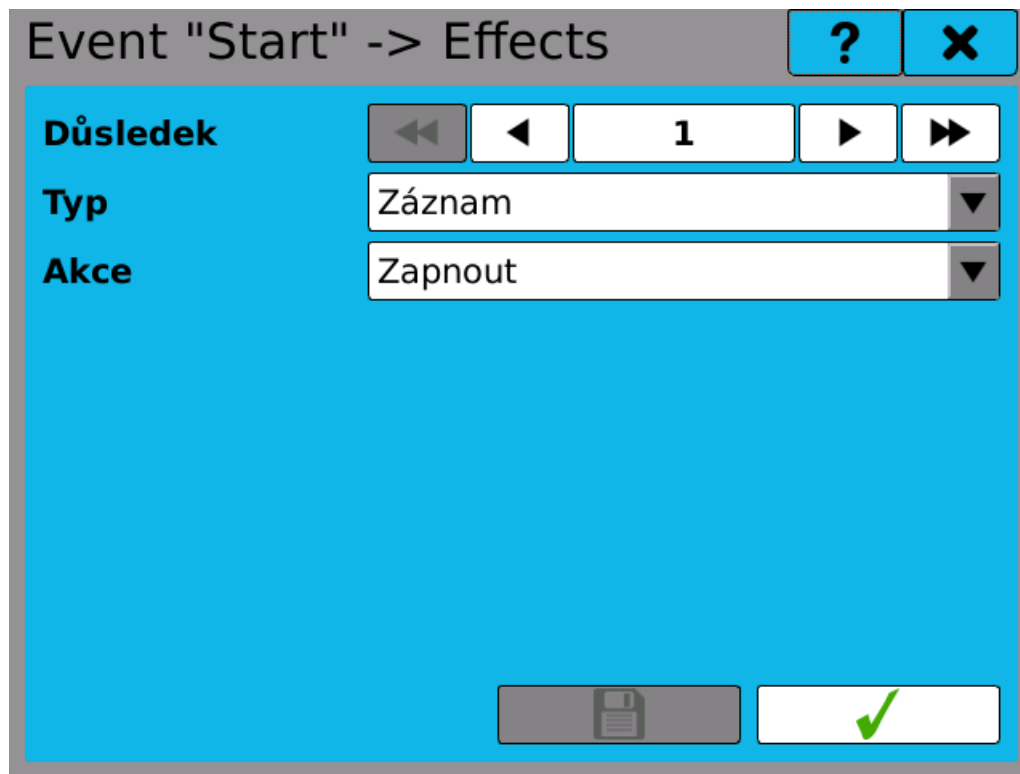 Event "Start" -> Effects ?
Důsledek 1
Typ Záznam
Akce Zapnout